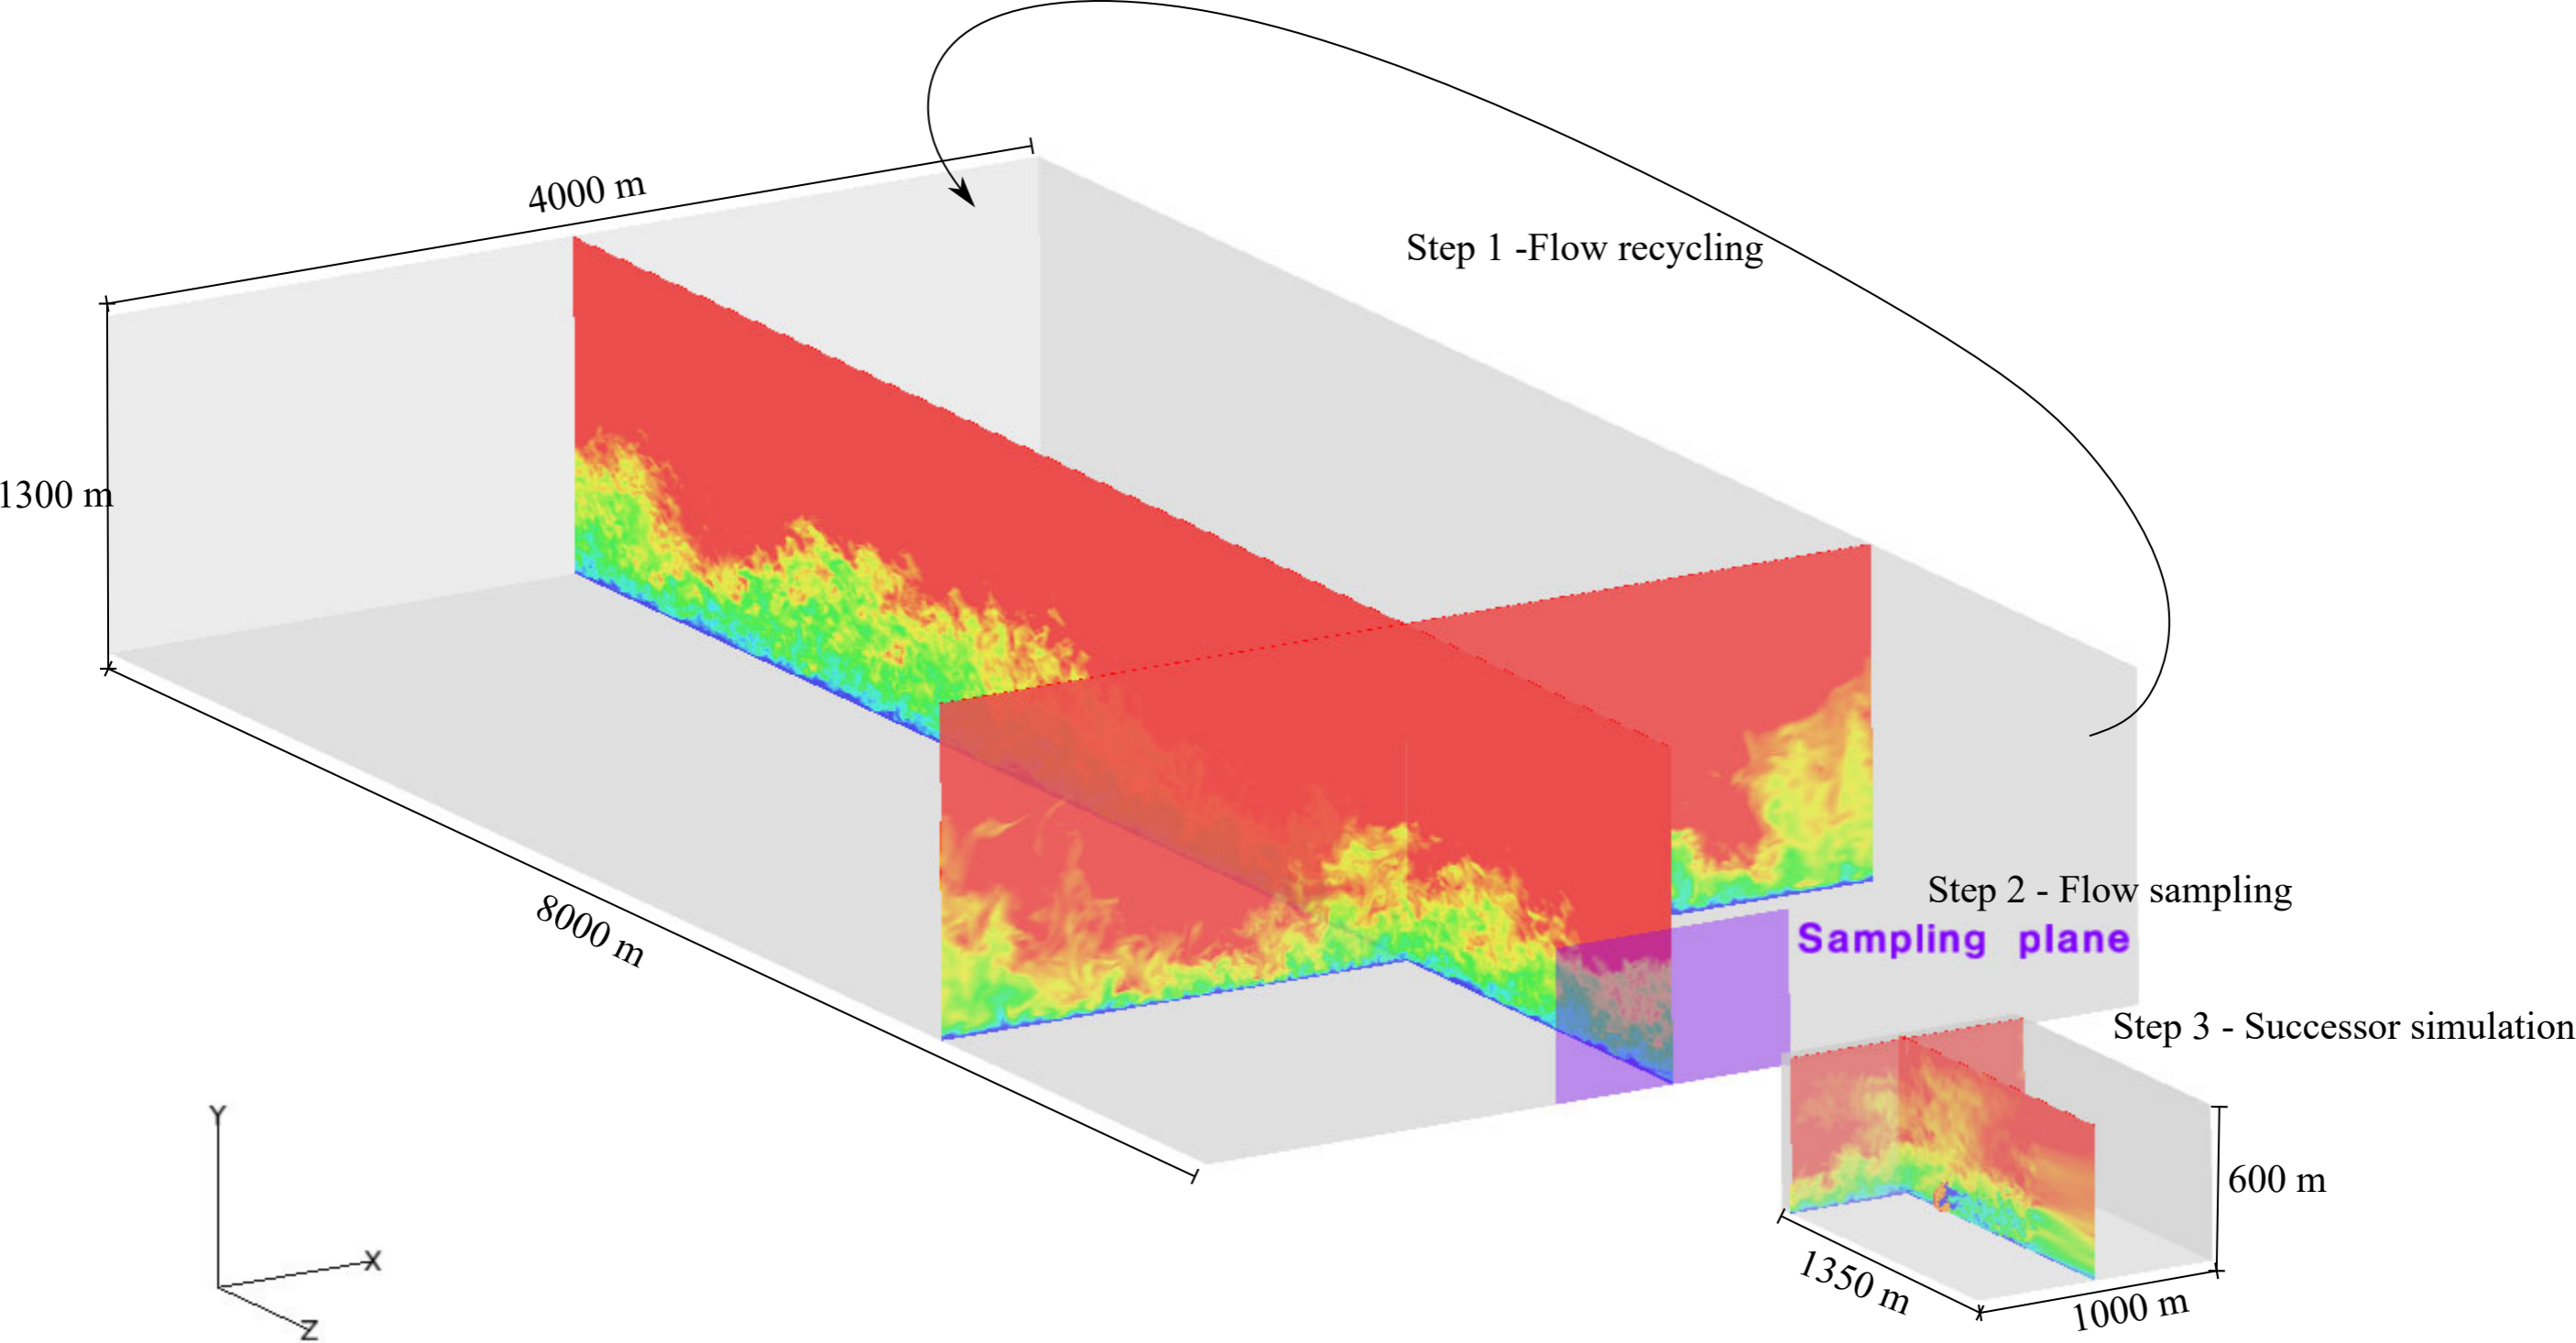 4000 m
Step 1 -Flow recycling
1300 m
8000 m
Step 2 - Flow sampling
Sampling plane
Step 3 - Successor simulation
600 m
1350 m
1000 m
Y
X
Z